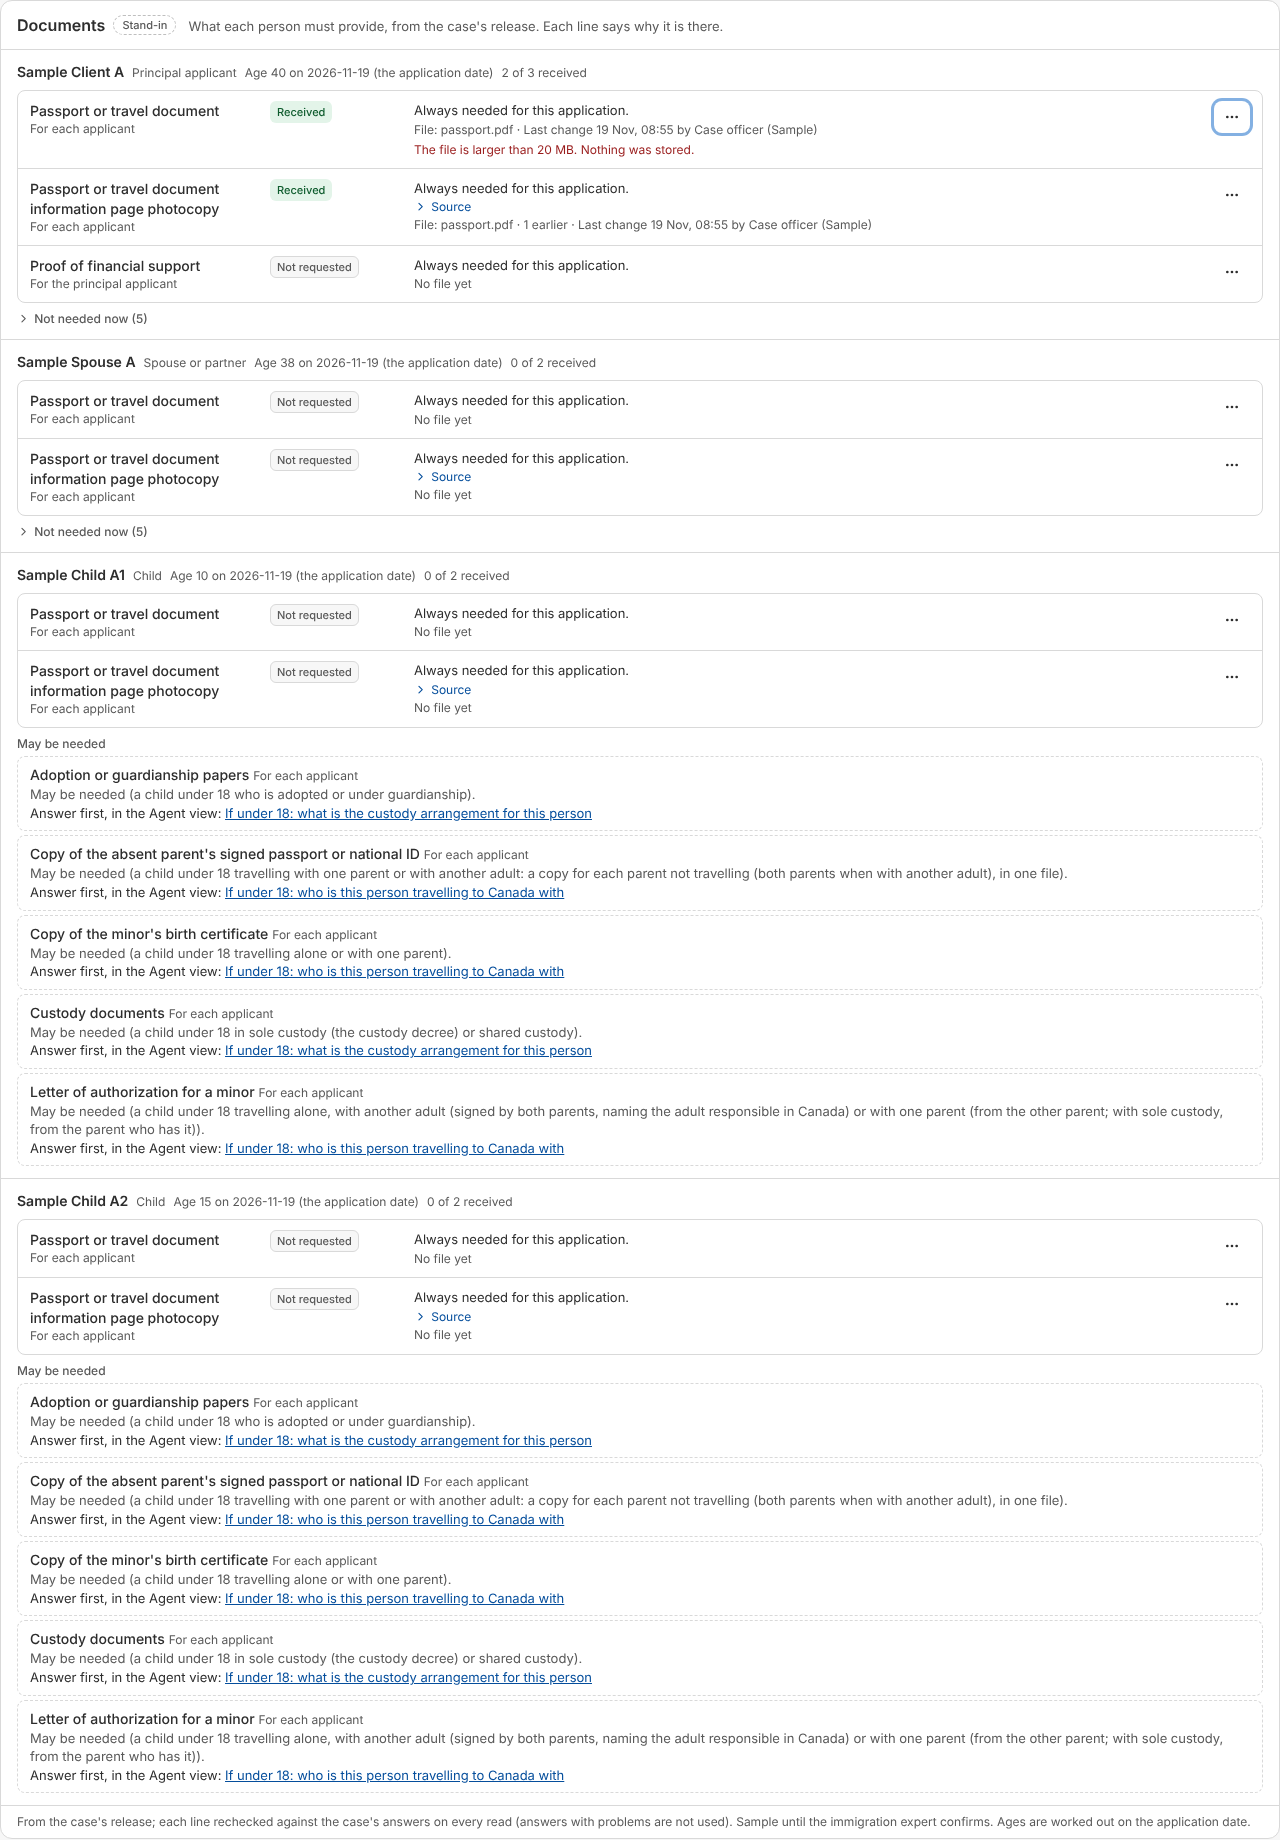 Documents Stand-in What each person must provide, from the case's release. Each line says why it is there.
Sample Client A Principal applicant Age 40 on 2026-11-19 (the application date) 2 of 3 received
Passport or travel document Received Always needed for this application. ...
For each applicant File: passport.pdf · Last change 19 Nov, 08:55 by Case officer (Sample)
The file is larger than 20 MB. Nothing was stored.
Passport or travel document Received Always needed for this application. ...
information page photocopy > Source
For each applicant File: passport.pdf · 1 earlier · Last change 19 Nov, 08:55 by Case officer (Sample)
Proof of financial support Not requested Always needed for this application. ...
For the principal applicant No file yet
> Not needed now (5)
Sample Spouse A Spouse or partner Age 38 on 2026-11-19 (the application date) 0 of 2 received
Passport or travel document Not requested Always needed for this application. ...
For each applicant No file yet
Passport or travel document Not requested Always needed for this application. ...
information page photocopy > Source
For each applicant No file yet
> Not needed now (5)
Sample Child A1 Child Age 10 on 2026-11-19 (the application date) 0 of 2 received
Passport or travel document Not requested Always needed for this application. ...
For each applicant No file yet
Passport or travel document Not requested Always needed for this application. ...
information page photocopy > Source
For each applicant No file yet
May be needed
Adoption or guardianship papers For each applicant
May be needed (a child under 18 who is adopted or under guardianship).
Answer first, in the Agent view: If under 18: what is the custody arrangement for this person
Copy of the absent parent's signed passport or national ID For each applicant
May be needed (a child under 18 travelling with one parent or with another adult: a copy for each parent not travelling (both parents when with another adult), in one file).
Answer first, in the Agent view: If under 18: who is this person travelling to Canada with
Copy of the minor's birth certificate For each applicant
May be needed (a child under 18 travelling alone or with one parent).
Answer first, in the Agent view: If under 18: who is this person travelling to Canada with
Custody documents For each applicant
May be needed (a child under 18 in sole custody (the custody decree) or shared custody).
Answer first, in the Agent view: If under 18: what is the custody arrangement for this person
Letter of authorization for a minor For each applicant
May be needed (a child under 18 travelling alone, with another adult (signed by both parents, naming the adult responsible in Canada) or with one parent (from the other parent; with sole custody,
from the parent who has it)).
Answer first, in the Agent view: If under 18: who is this person travelling to Canada with
Sample Child A2 Child Age 15 on 2026-11-19 (the application date) 0 of 2 received
Passport or travel document Not requested Always needed for this application. ...
For each applicant No file yet
Passport or travel document Not requested Always needed for this application. ...
information page photocopy > Source
For each applicant No file yet
May be needed
Adoption or guardianship papers For each applicant
May be needed (a child under 18 who is adopted or under guardianship).
Answer first, in the Agent view: If under 18: what is the custody arrangement for this person
Copy of the absent parent's signed passport or national ID For each applicant
May be needed (a child under 18 travelling with one parent or with another adult: a copy for each parent not travelling (both parents when with another adult), in one file).
Answer first, in the Agent view: If under 18: who is this person travelling to Canada with
Copy of the minor's birth certificate For each applicant
May be needed (a child under 18 travelling alone or with one parent).
Answer first, in the Agent view: If under 18: who is this person travelling to Canada with
Custody documents For each applicant
May be needed (a child under 18 in sole custody (the custody decree) or shared custody).
Answer first, in the Agent view: If under 18: what is the custody arrangement for this person
Letter of authorization for a minor For each applicant
May be needed (a child under 18 travelling alone, with another adult (signed by both parents, naming the adult responsible in Canada) or with one parent (from the other parent; with sole custody,
from the parent who has it)).
Answer first, in the Agent view: If under 18: who is this person travelling to Canada with
From the case's release; each line rechecked against the case's answers on every read (answers with problems are not used). Sample until the immigration expert confirms. Ages are worked out on the application date.